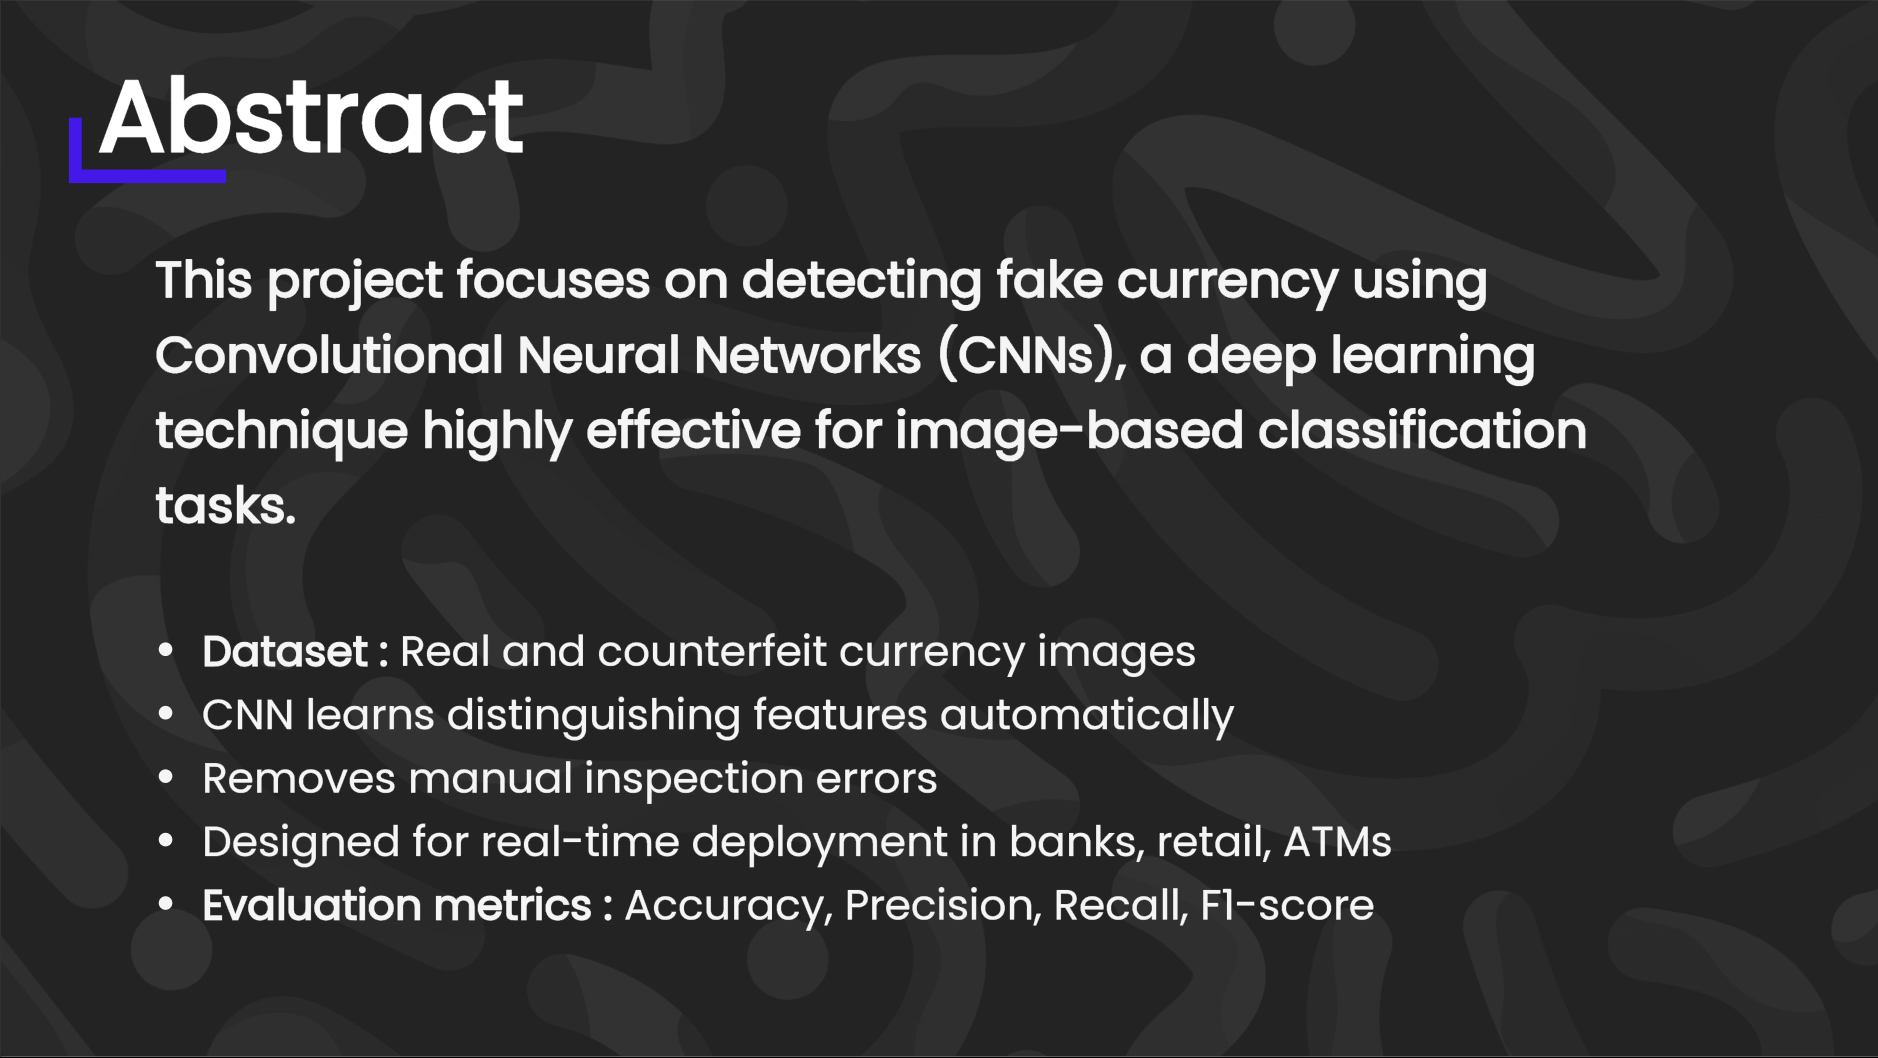 Abstract
This project focuses on detecting fake currency using
Convolutional Neural Networks (CNNs), a deep learning
technique highly effective for image-based classification
tasks.
• Dataset : Real and counterfeit currency images
• CNN learns distinguishing features automatically
• Removes manual inspection errors
• Designed for real-time deployment in banks, retail, ATMs
• Evaluation metrics : Accuracy, Precision, Recall, F1-score